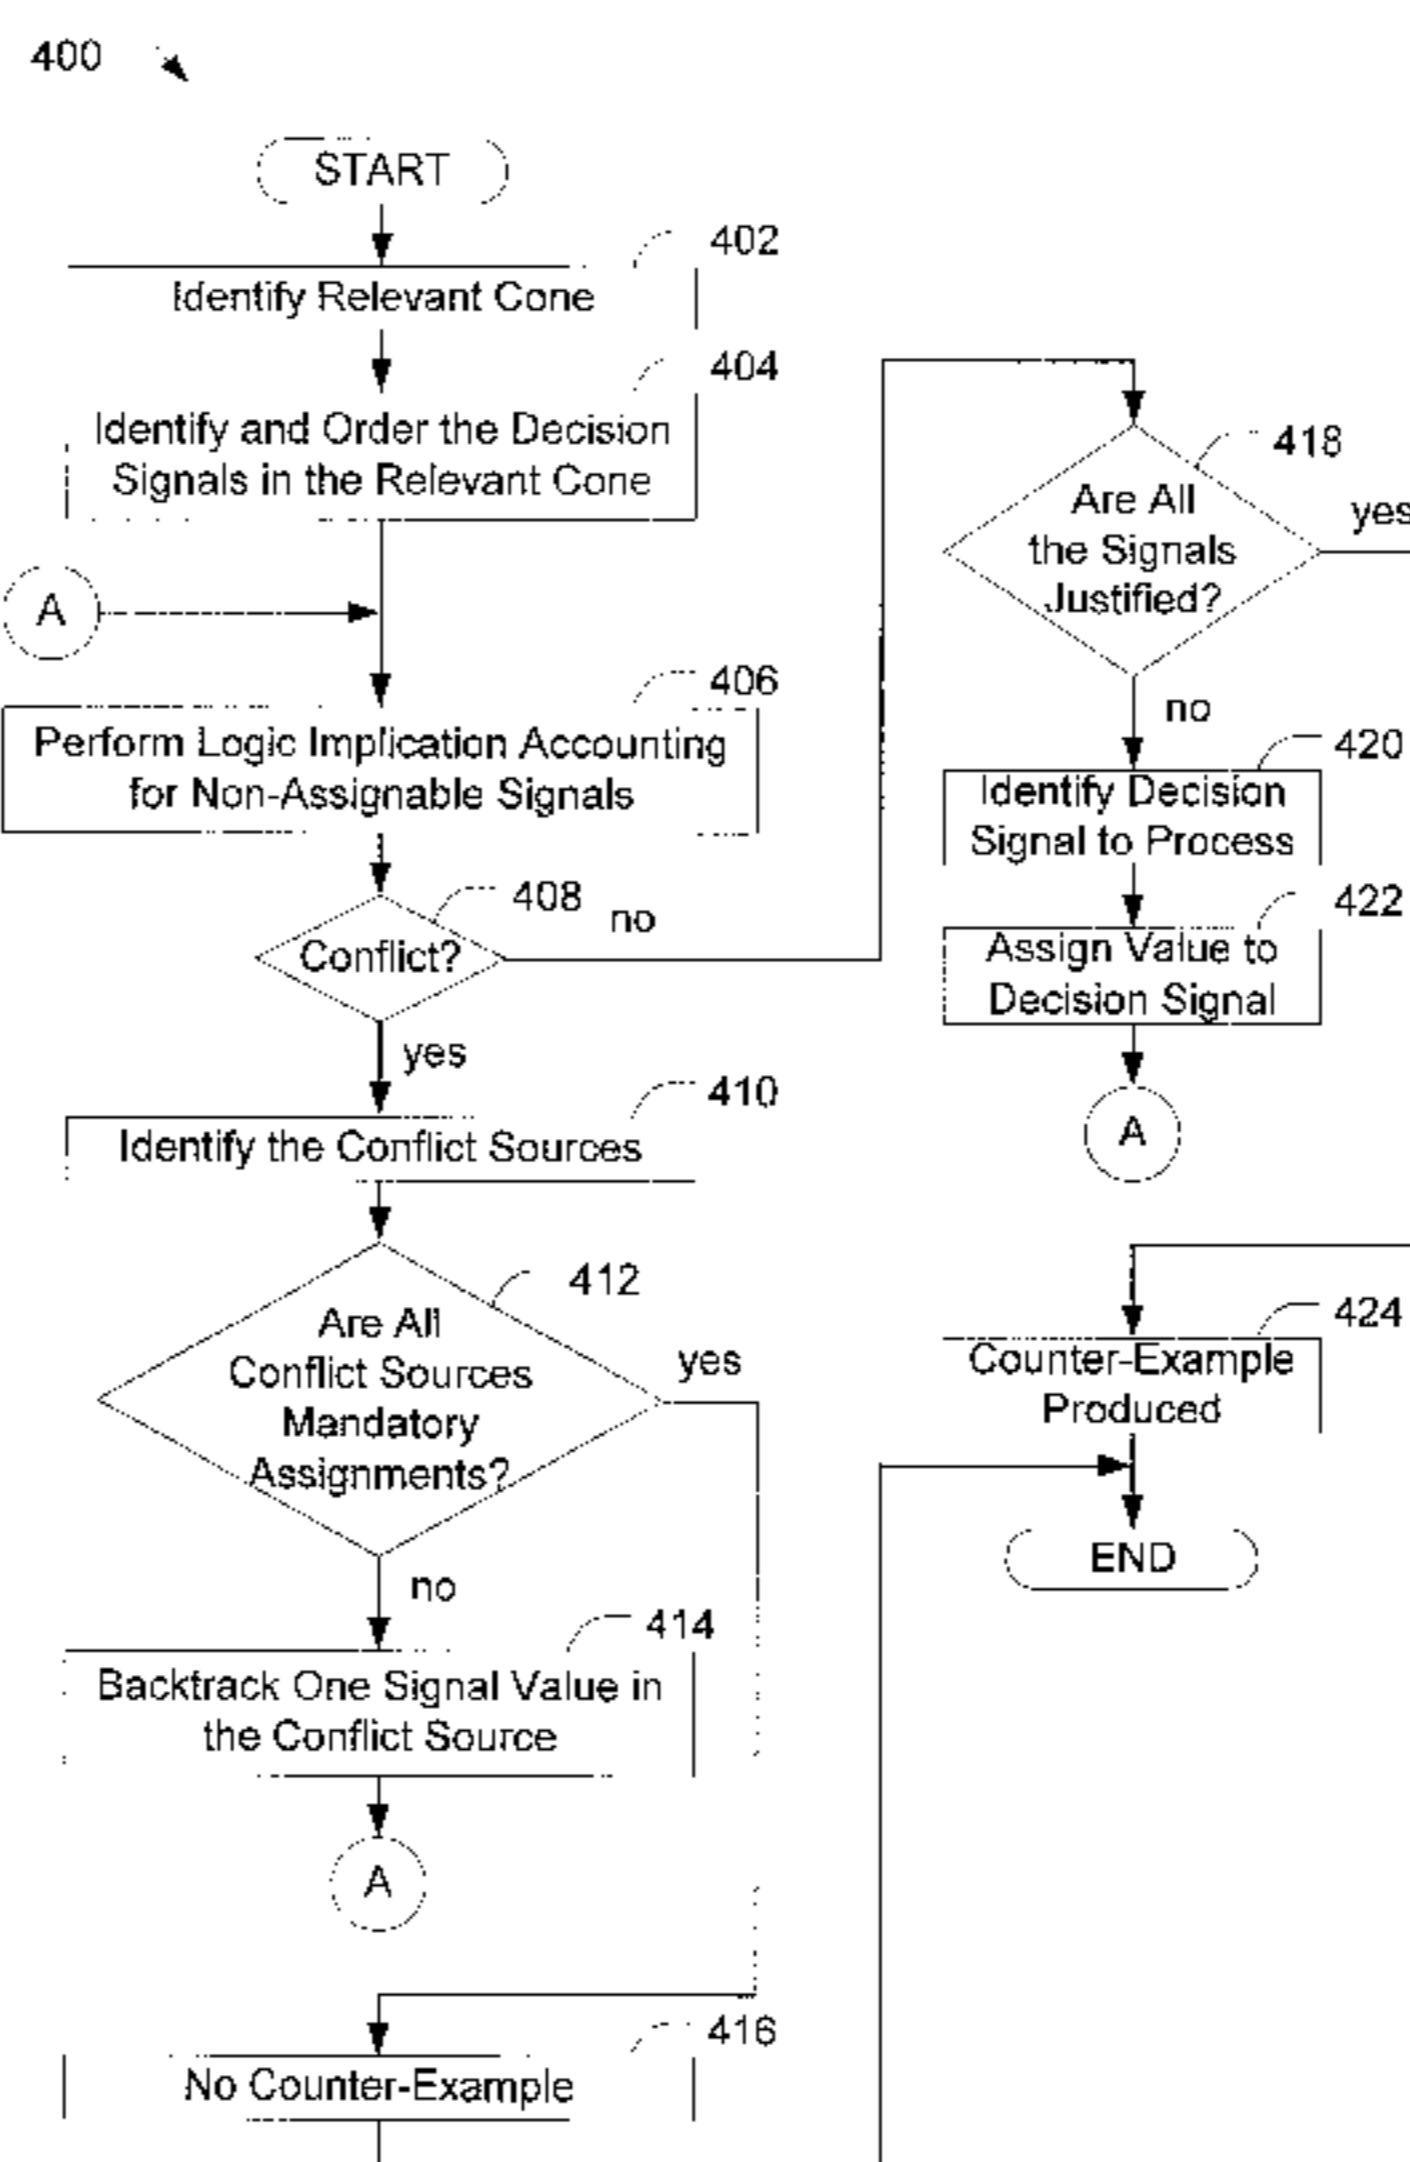 400
START
402
Identify Relevant Cone
404
Identify and Order the Decision
Signals in the Relevant Cone
A
406
Perform Logic Implication Accounting
for Non-Assignable Signals
408
no
Conflict?
yes
410
Identify the Conflict Sources
412
Are All
Conflict Sources
Mandatory
Assignments?
yes
no
414
Backtrack One Signal Value in
the Conflict Source
A
416
No Counter-Example
418
Are All
the Signals
Justified?
yes
no
420
Identify Decision
Signal to Process
422
Assign Value to
Decision Signal
A
424
Counter-Example
Produced
END